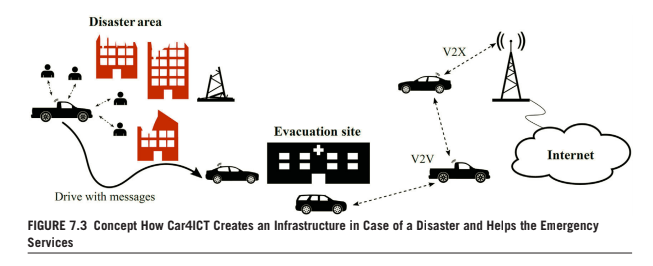 Disaster area
V2X
Evacuation site
V2V
Internet
Drive with messages
FIGURE 7.3 Concept How Car4ICT Creates an Infrastructure in Case of a Disaster and Helps the Emergency
Services